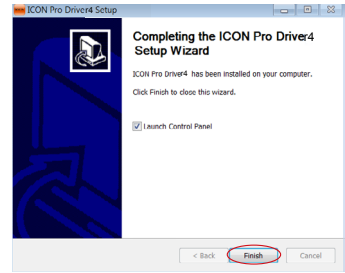 ICON Pro Driver4 Setup
Completing the ICON Pro Driver4
Setup Wizard
ICON Pro Driver4 has been installed on your computer.
Click Finish to close this wizard.
Launch Control Panel
< Back
Finish
Cancel